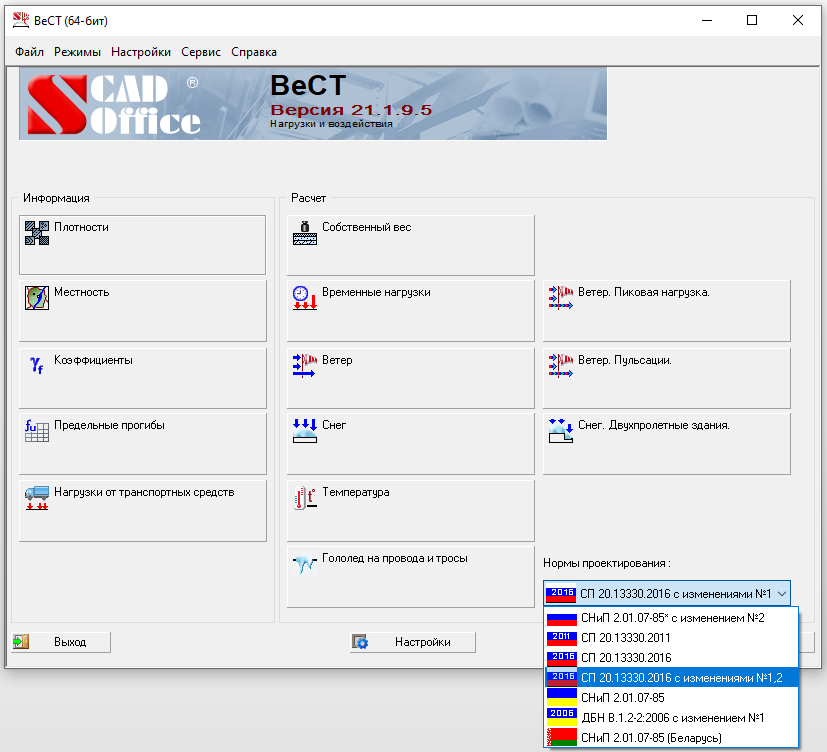 ВеСТ (64-бит)
Файл Режимы Настройки Сервис Справка
SCAD Office ®
ВеСТ
Версия 21.1.9.5
Нагрузки и воздействия
Информация
Плотности
Местность
γf Коэффициенты
fu Предельные прогибы
Нагрузки от транспортных средств
Расчет
Собственный вес
Временные нагрузки
Ветер
Снег
t° Температура
Гололед на провода и тросы
Ветер. Пиковая нагрузка.
Ветер. Пульсации.
Снег. Двухпролетные здания.
Нормы проектирования :
2016 СП 20.13330.2016 с изменениями №1
СНиП 2.01.07-85* с изменением №2
2011 СП 20.13330.2011
2016 СП 20.13330.2016
2016 СП 20.13330.2016 с изменениями №1,2
СНиП 2.01.07-85
2006 ДБН В.1.2-2:2006 с изменением №1
СНиП 2.01.07-85 (Беларусь)
Выход
Настройки